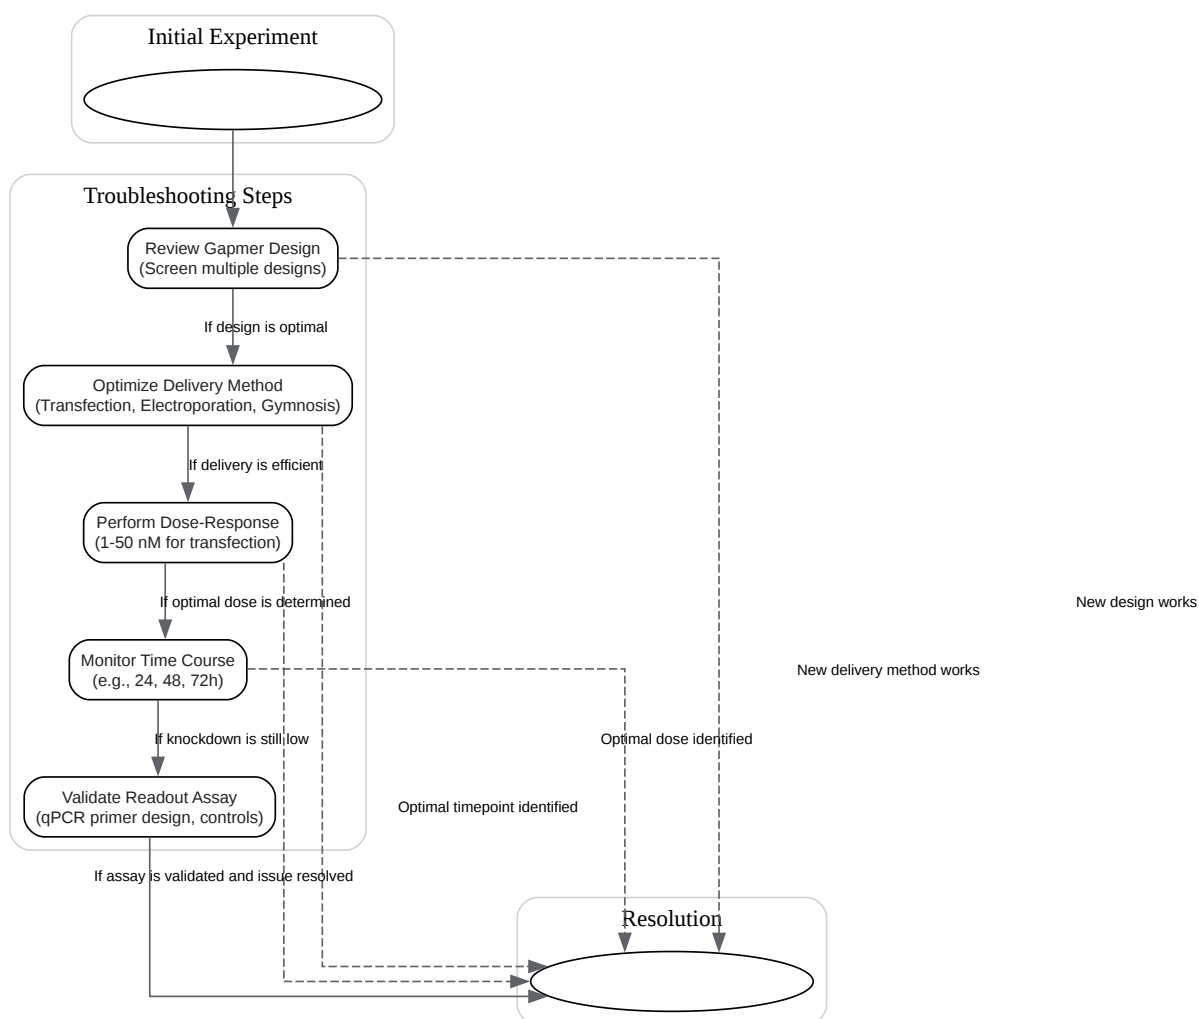 Initial Experiment
Troubleshooting Steps
Review Gapmer Design
(Screen multiple designs)
If design is optimal
Optimize Delivery Method
(Transfection, Electroporation, Gymnosis)
If delivery is efficient
Perform Dose-Response
(1-50 nM for transfection)
If optimal dose is determined
New design works
Monitor Time Course
(e.g., 24, 48, 72h)
New delivery method works
If knockdown is still low
Optimal dose identified
Validate Readout Assay
(qPCR primer design, controls)
Optimal timepoint identified
If assay is validated and issue resolved
Resolution